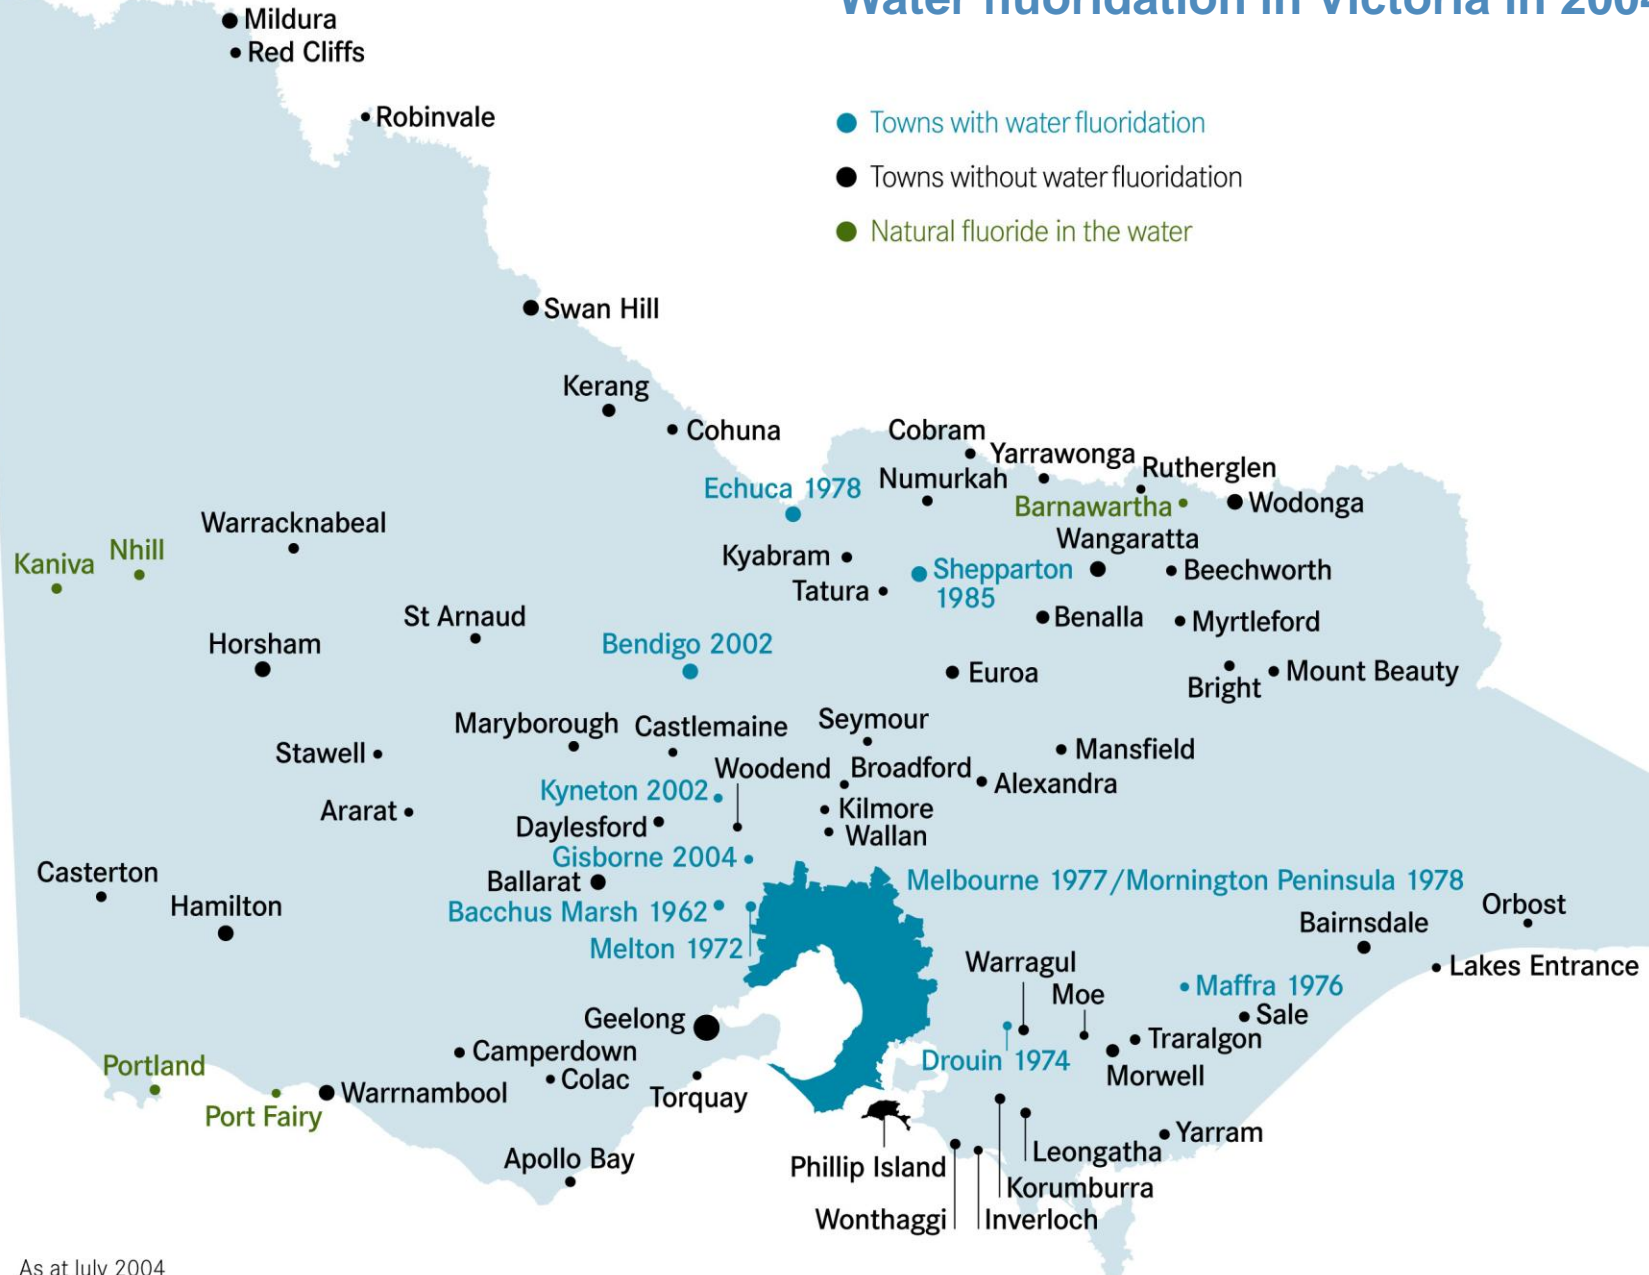 Water fluoridation in Victoria in 2004
Mildura
Red Cliffs
Robinvale
Towns with water fluoridation
Towns without water fluoridation
Natural fluoride in the water
Swan Hill
Kerang
Cohuna
Cobram
Yarrawonga
Rutherglen
Echuca 1978
Numurkah
Barnawartha
Wodonga
Warracknabeal
Wangaratta
Kaniva
Nhill
Kyabram
Shepparton
1985
Beechworth
Tatura
St Arnaud
Benalla
Myrtleford
Horsham
Bendigo 2002
Euroa
Bright
Mount Beauty
Maryborough
Castlemaine
Seymour
Stawell
Mansfield
Woodend
Broadford
Alexandra
Kyneton 2002
Ararat
Kilmore
Daylesford
Wallan
Gisborne 2004
Casterton
Ballarat
Melbourne 1977/Mornington Peninsula 1978
Hamilton
Bacchus Marsh 1962
Orbost
Bairnsdale
Melton 1972
Warragul
Lakes Entrance
Moe
Maffra 1976
Geelong
Sale
Traralgon
Camperdown
Drouin 1974
Portland
Colac
Morwell
Warrnambool
Torquay
Port Fairy
Yarram
Leongatha
Apollo Bay
Phillip Island
Korumburra
Wonthaggi
Inverloch
As at July 2004